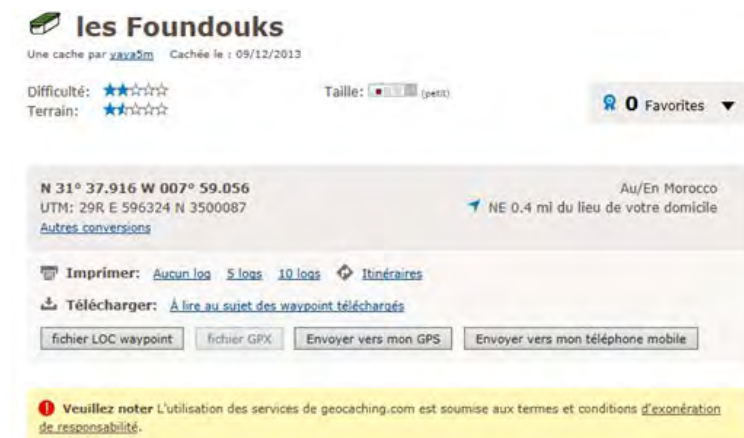 les Foundouks
Une cache par yaya5m Cachée le : 09/12/2013
Difficulté: Taille: (petit)
Terrain: 0 Favorites
N 31° 37.916 W 007° 59.056 Au/En Morocco
UTM: 29R E 596324 N 3500087 NE 0.4 mi du lieu de votre domicile
Autres conversions
Imprimer: Aucun log 5 logs 10 logs Itinéraires
Télécharger: À lire au sujet des waypoint téléchargés
fichier LOC waypoint fichier GPX Envoyer vers mon GPS Envoyer vers mon téléphone mobile
Veuillez noter L'utilisation des services de geocaching.com est soumise aux termes et conditions d'exonération
de responsabilité.